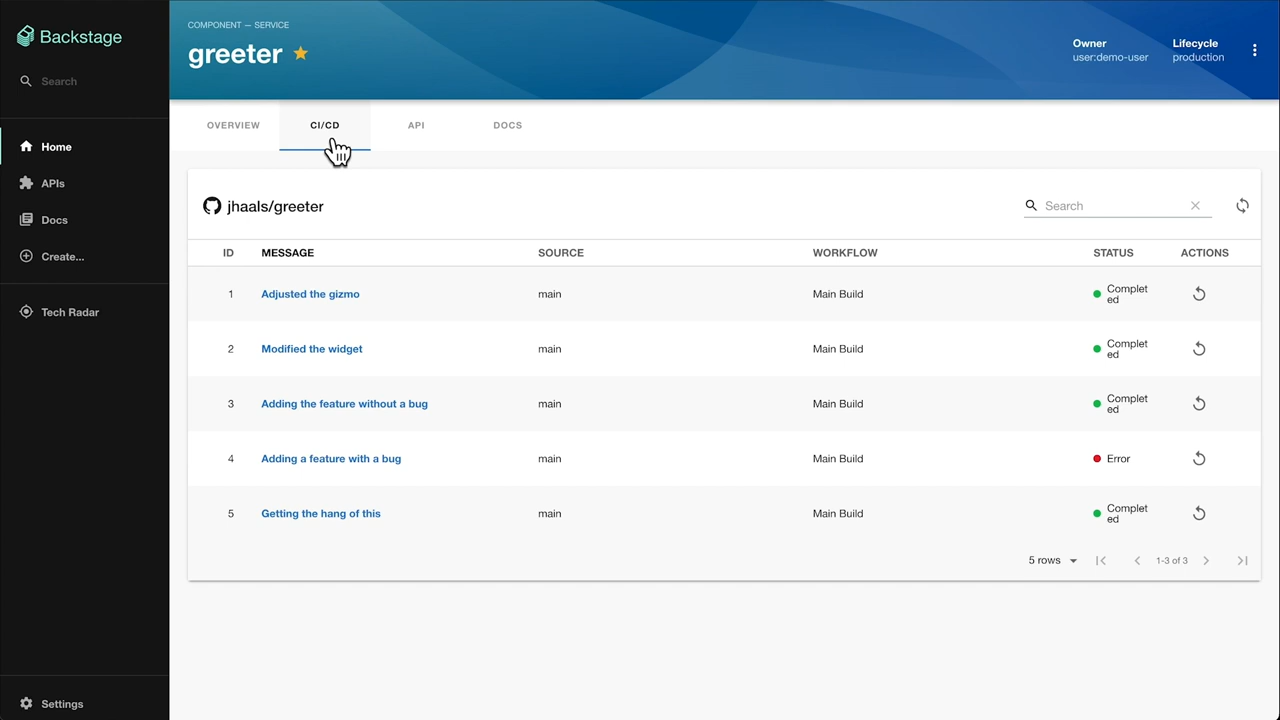 Backstage
Search
Home
APIs
Docs
Create...
Tech Radar
Settings
COMPONENT — SERVICE
greeter
Owner
user:demo-user
Lifecycle
production
OVERVIEW
CI/CD
API
DOCS
jhaals/greeter
Search
ID MESSAGE SOURCE WORKFLOW STATUS ACTIONS
1 Adjusted the gizmo main Main Build Complet
ed
2 Modified the widget main Main Build Complet
ed
3 Adding the feature without a bug main Main Build Complet
ed
4 Adding a feature with a bug main Main Build Error
5 Getting the hang of this main Main Build Complet
ed
5 rows 1-3 of 3